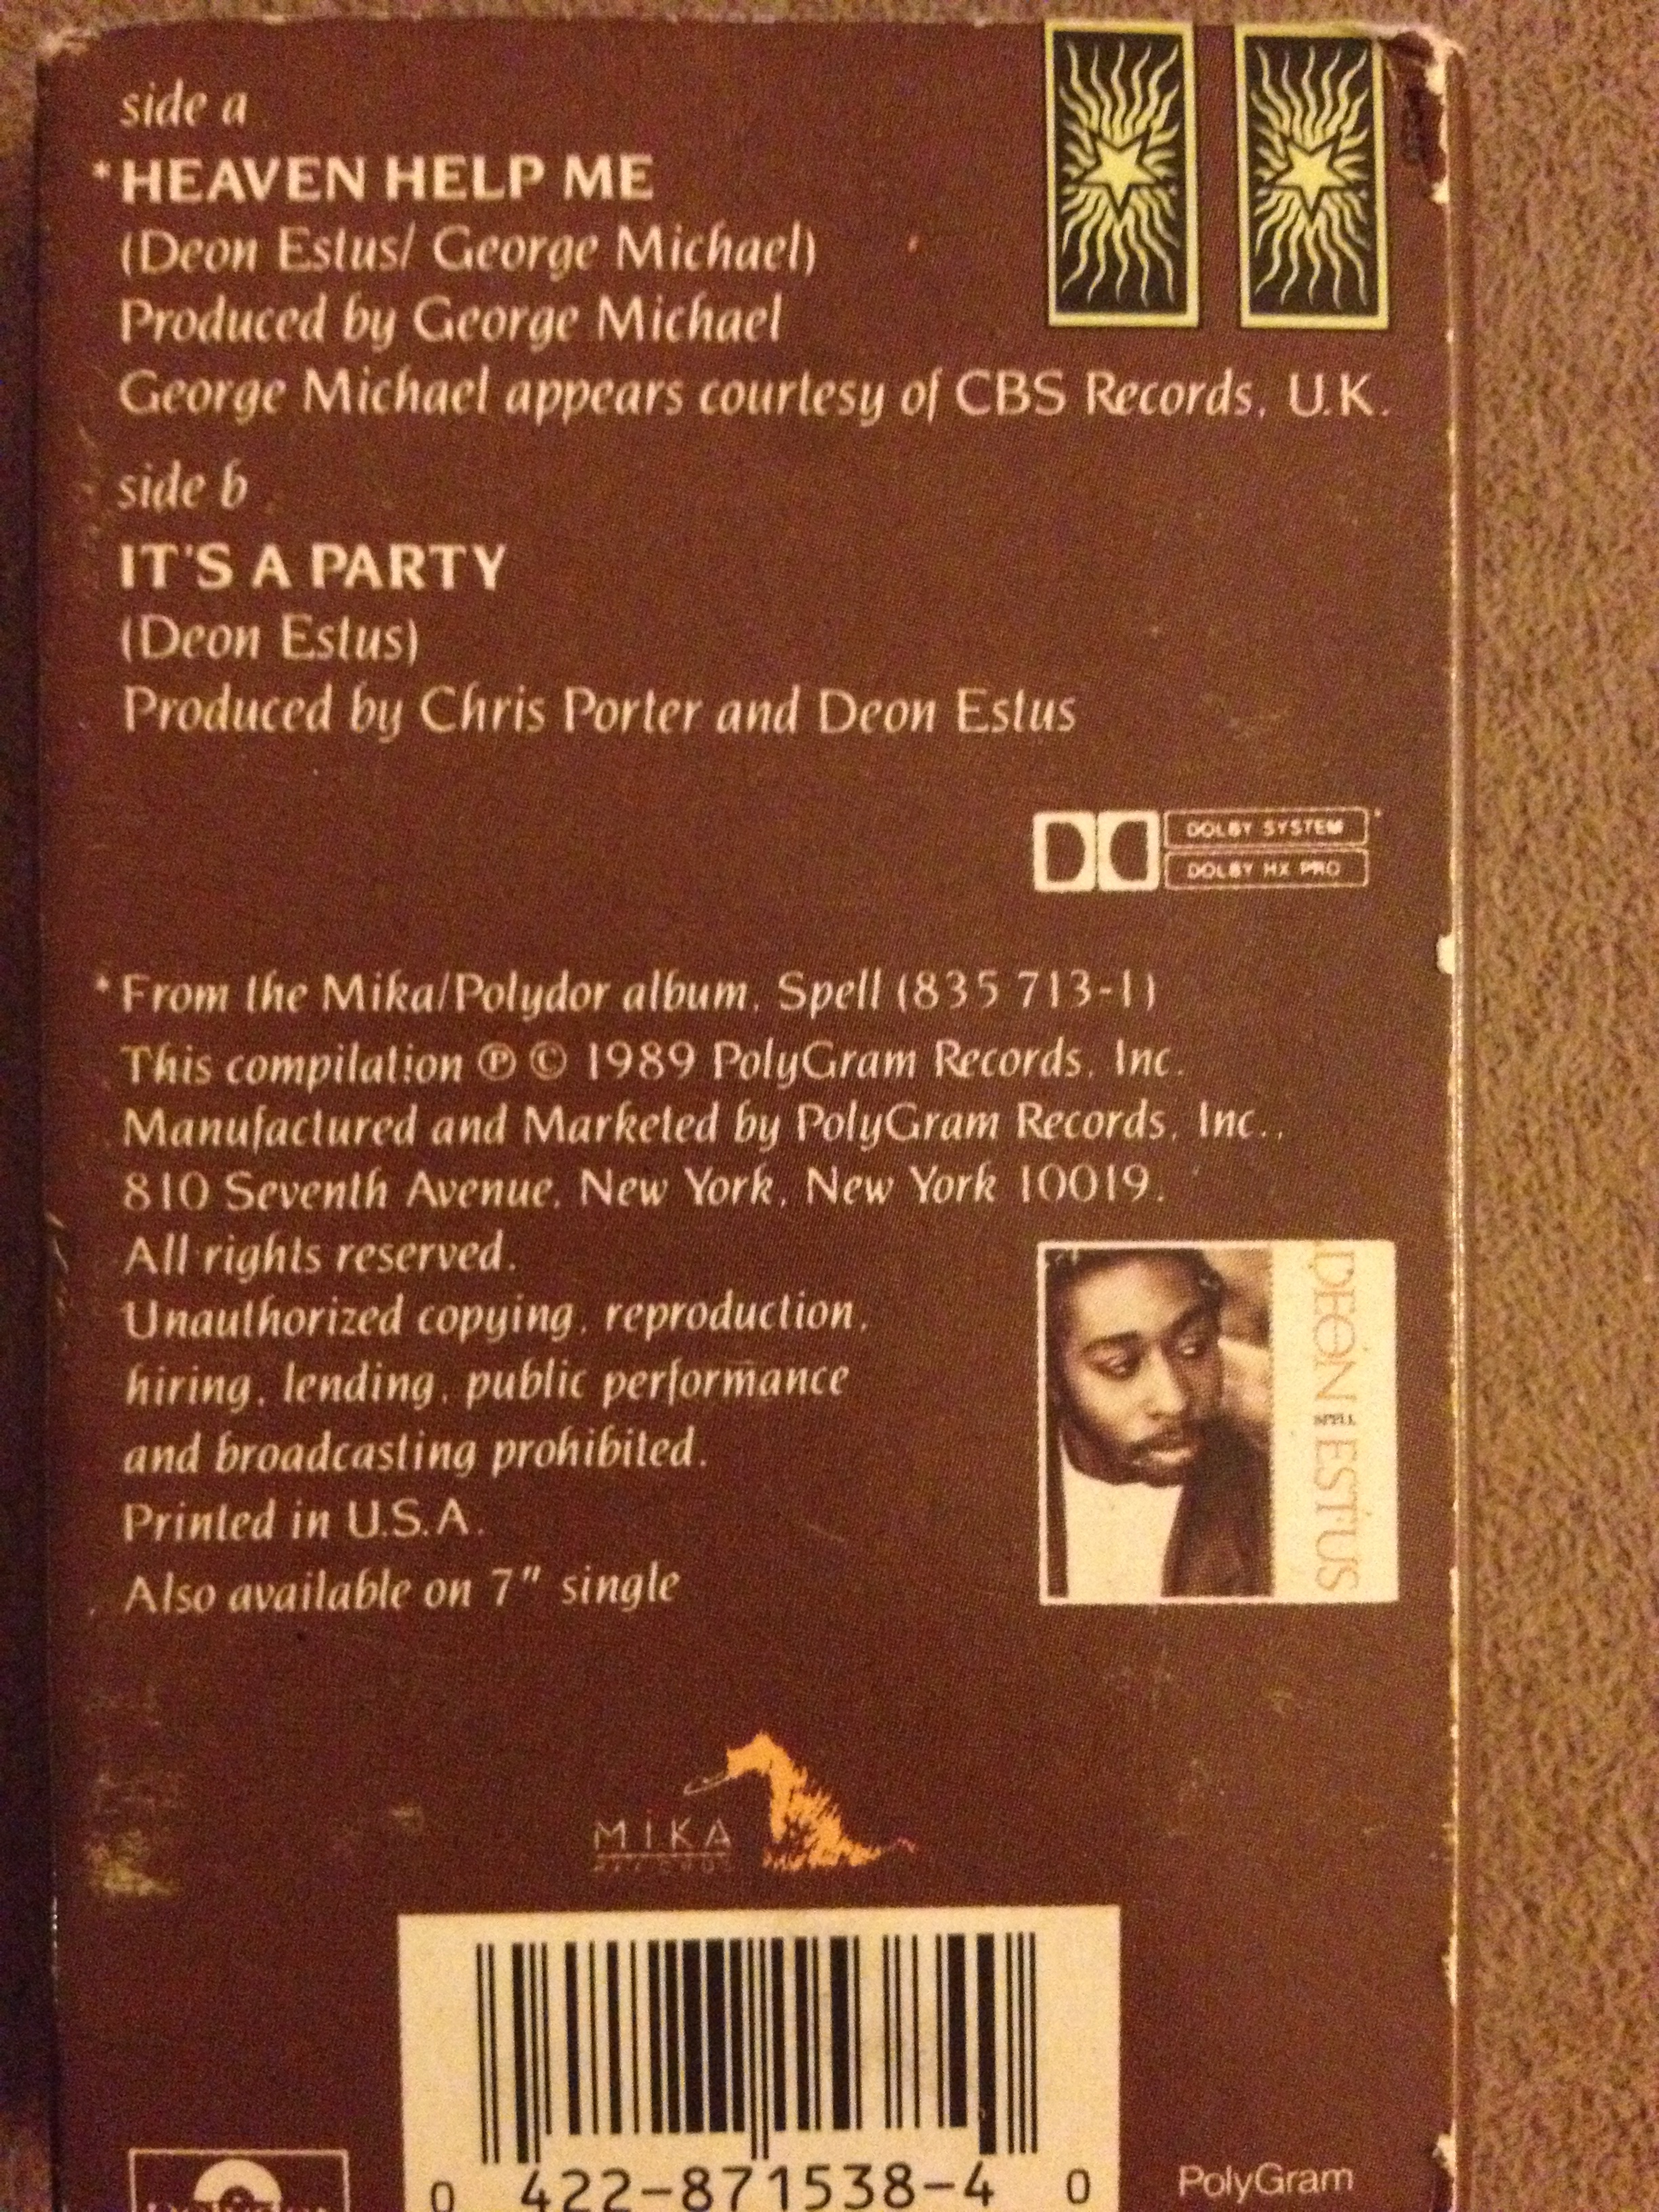 side a
*HEAVEN HELP ME
(Deon Estus/ George Michael)
Produced by George Michael
George Michael appears courtesy of CBS Records, U.K.
side b
IT'S A PARTY
(Deon Estus)
Produced by Chris Porter and Deon Estus
DOLBY SYSTEM
DOLBY HX PRO
*From the Mika/Polydor album, Spell (835 713-1)
This compilation ℗ © 1989 PolyGram Records, Inc.
Manufactured and Marketed by PolyGram Records, Inc.,
810 Seventh Avenue, New York, New York 10019.
All rights reserved.
Unauthorized copying, reproduction,
hiring, lending, public performance
and broadcasting prohibited.
Printed in U.S.A.
Also available on 7" single
DEON ESTUS
SPELL
MIKA
RECORDS
0 422-871538-4 0
PolyGram